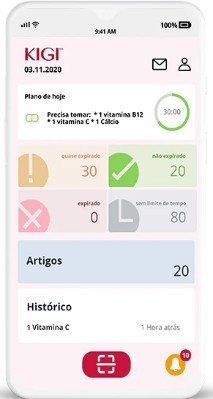 9:41 AM
100%
KIGI
03.11.2020
Plano de hoje
Precisa tomar: * 1 vitamina B12
* 1 vitamina C * 1 Cálcio
30:00
quase expirado
30
não expirado
20
expirado
0
sem limite de tempo
80
Artigos
20
Histórico
1 Vitamina C
1 Hora atrás
10